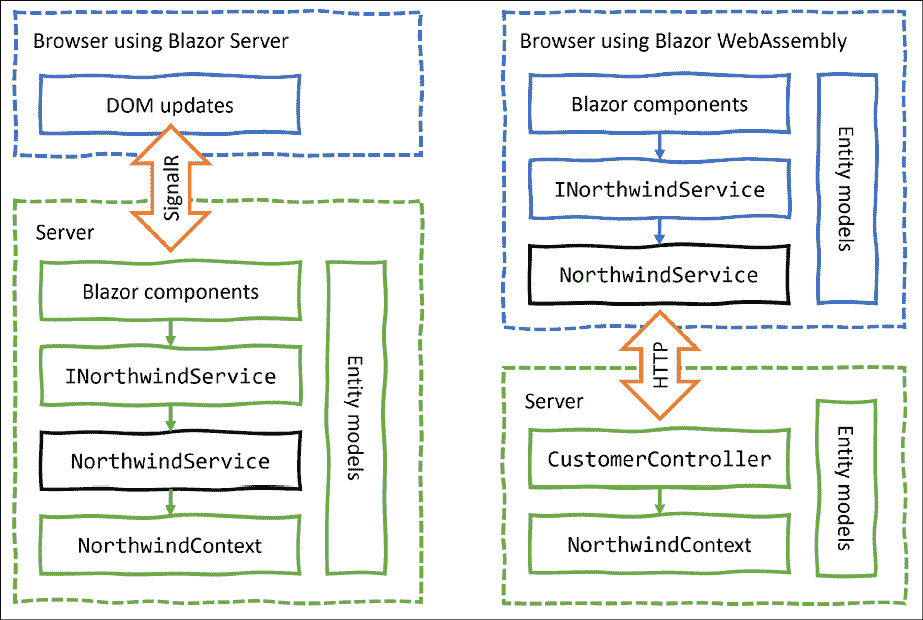 Browser using Blazor Server
DOM updates
SignalR
Server
Blazor components
INorthwindService
NorthwindService
NorthwindContext
Entity models
Browser using Blazor WebAssembly
Blazor components
INorthwindService
NorthwindService
Entity models
HTTP
Server
CustomerController
NorthwindContext
Entity models